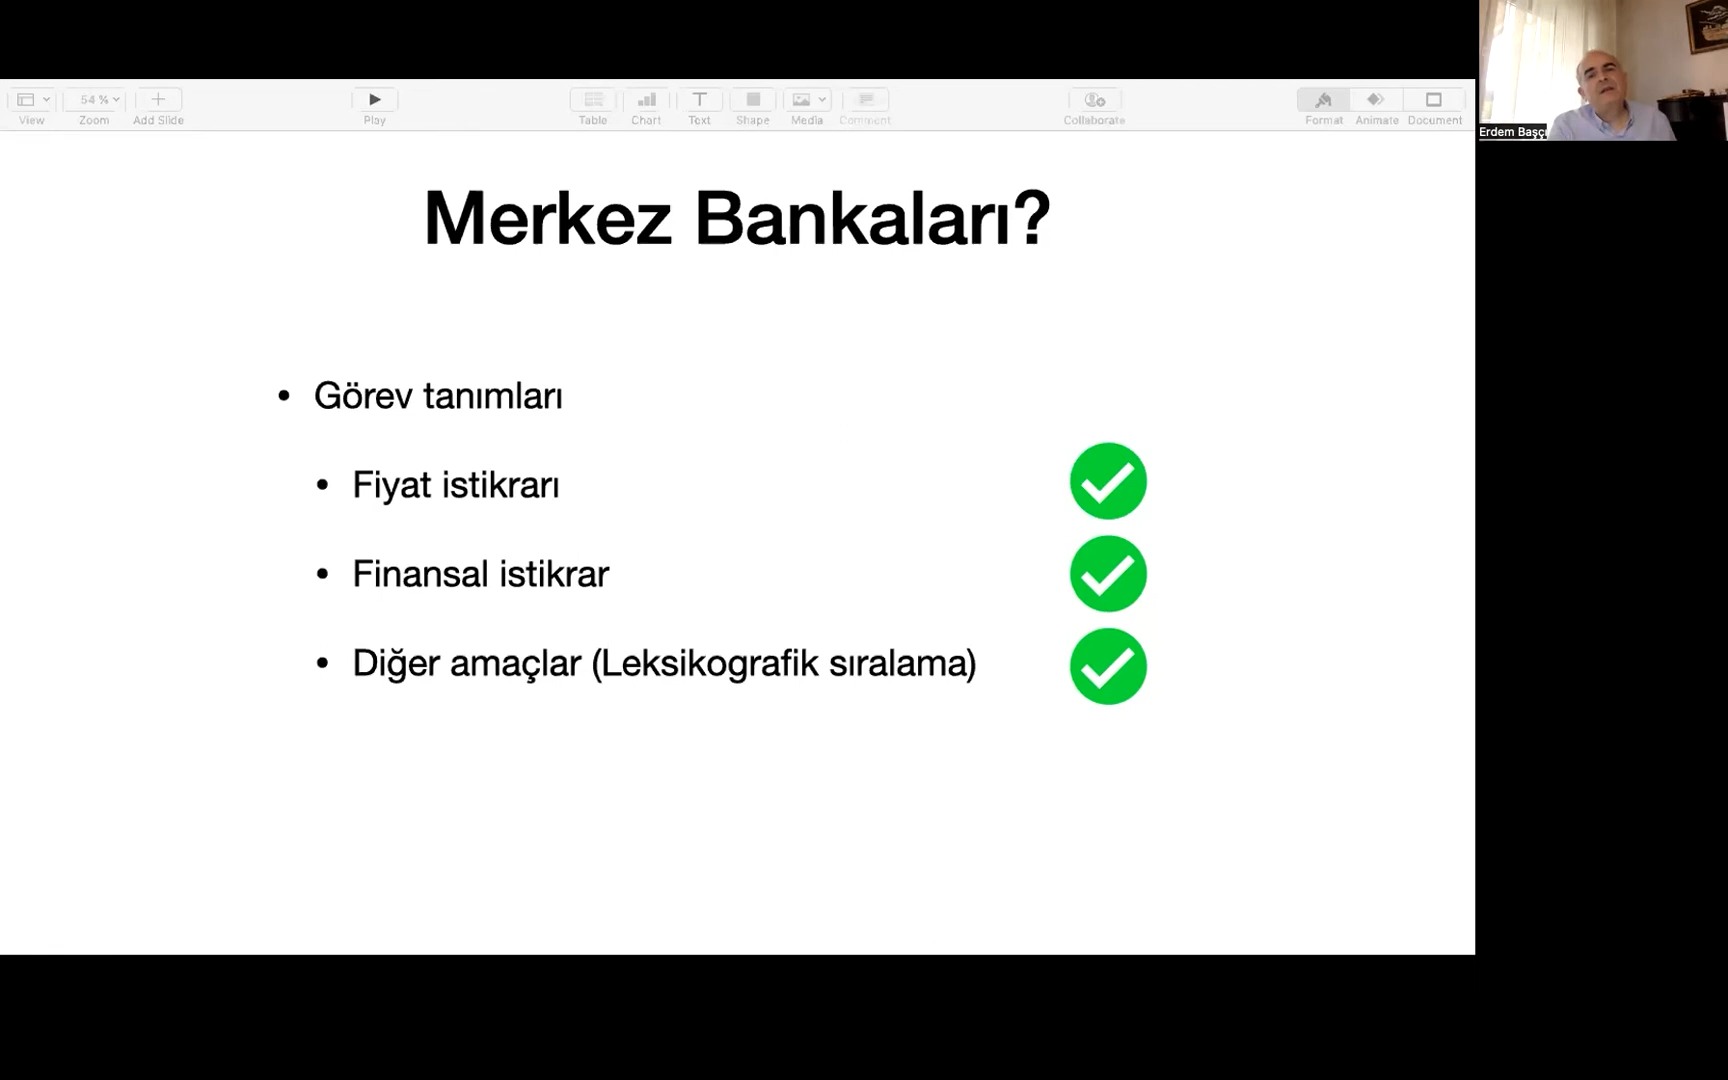 View
54 %
Zoom
Add Slide
Play
Table
Chart
Text
Shape
Media
Comment
Collaborate
Format
Animate
Document
Erdem Başçı
Merkez Bankaları?
• Görev tanımları
• Fiyat istikrarı
• Finansal istikrar
• Diğer amaçlar (Leksikografik sıralama)